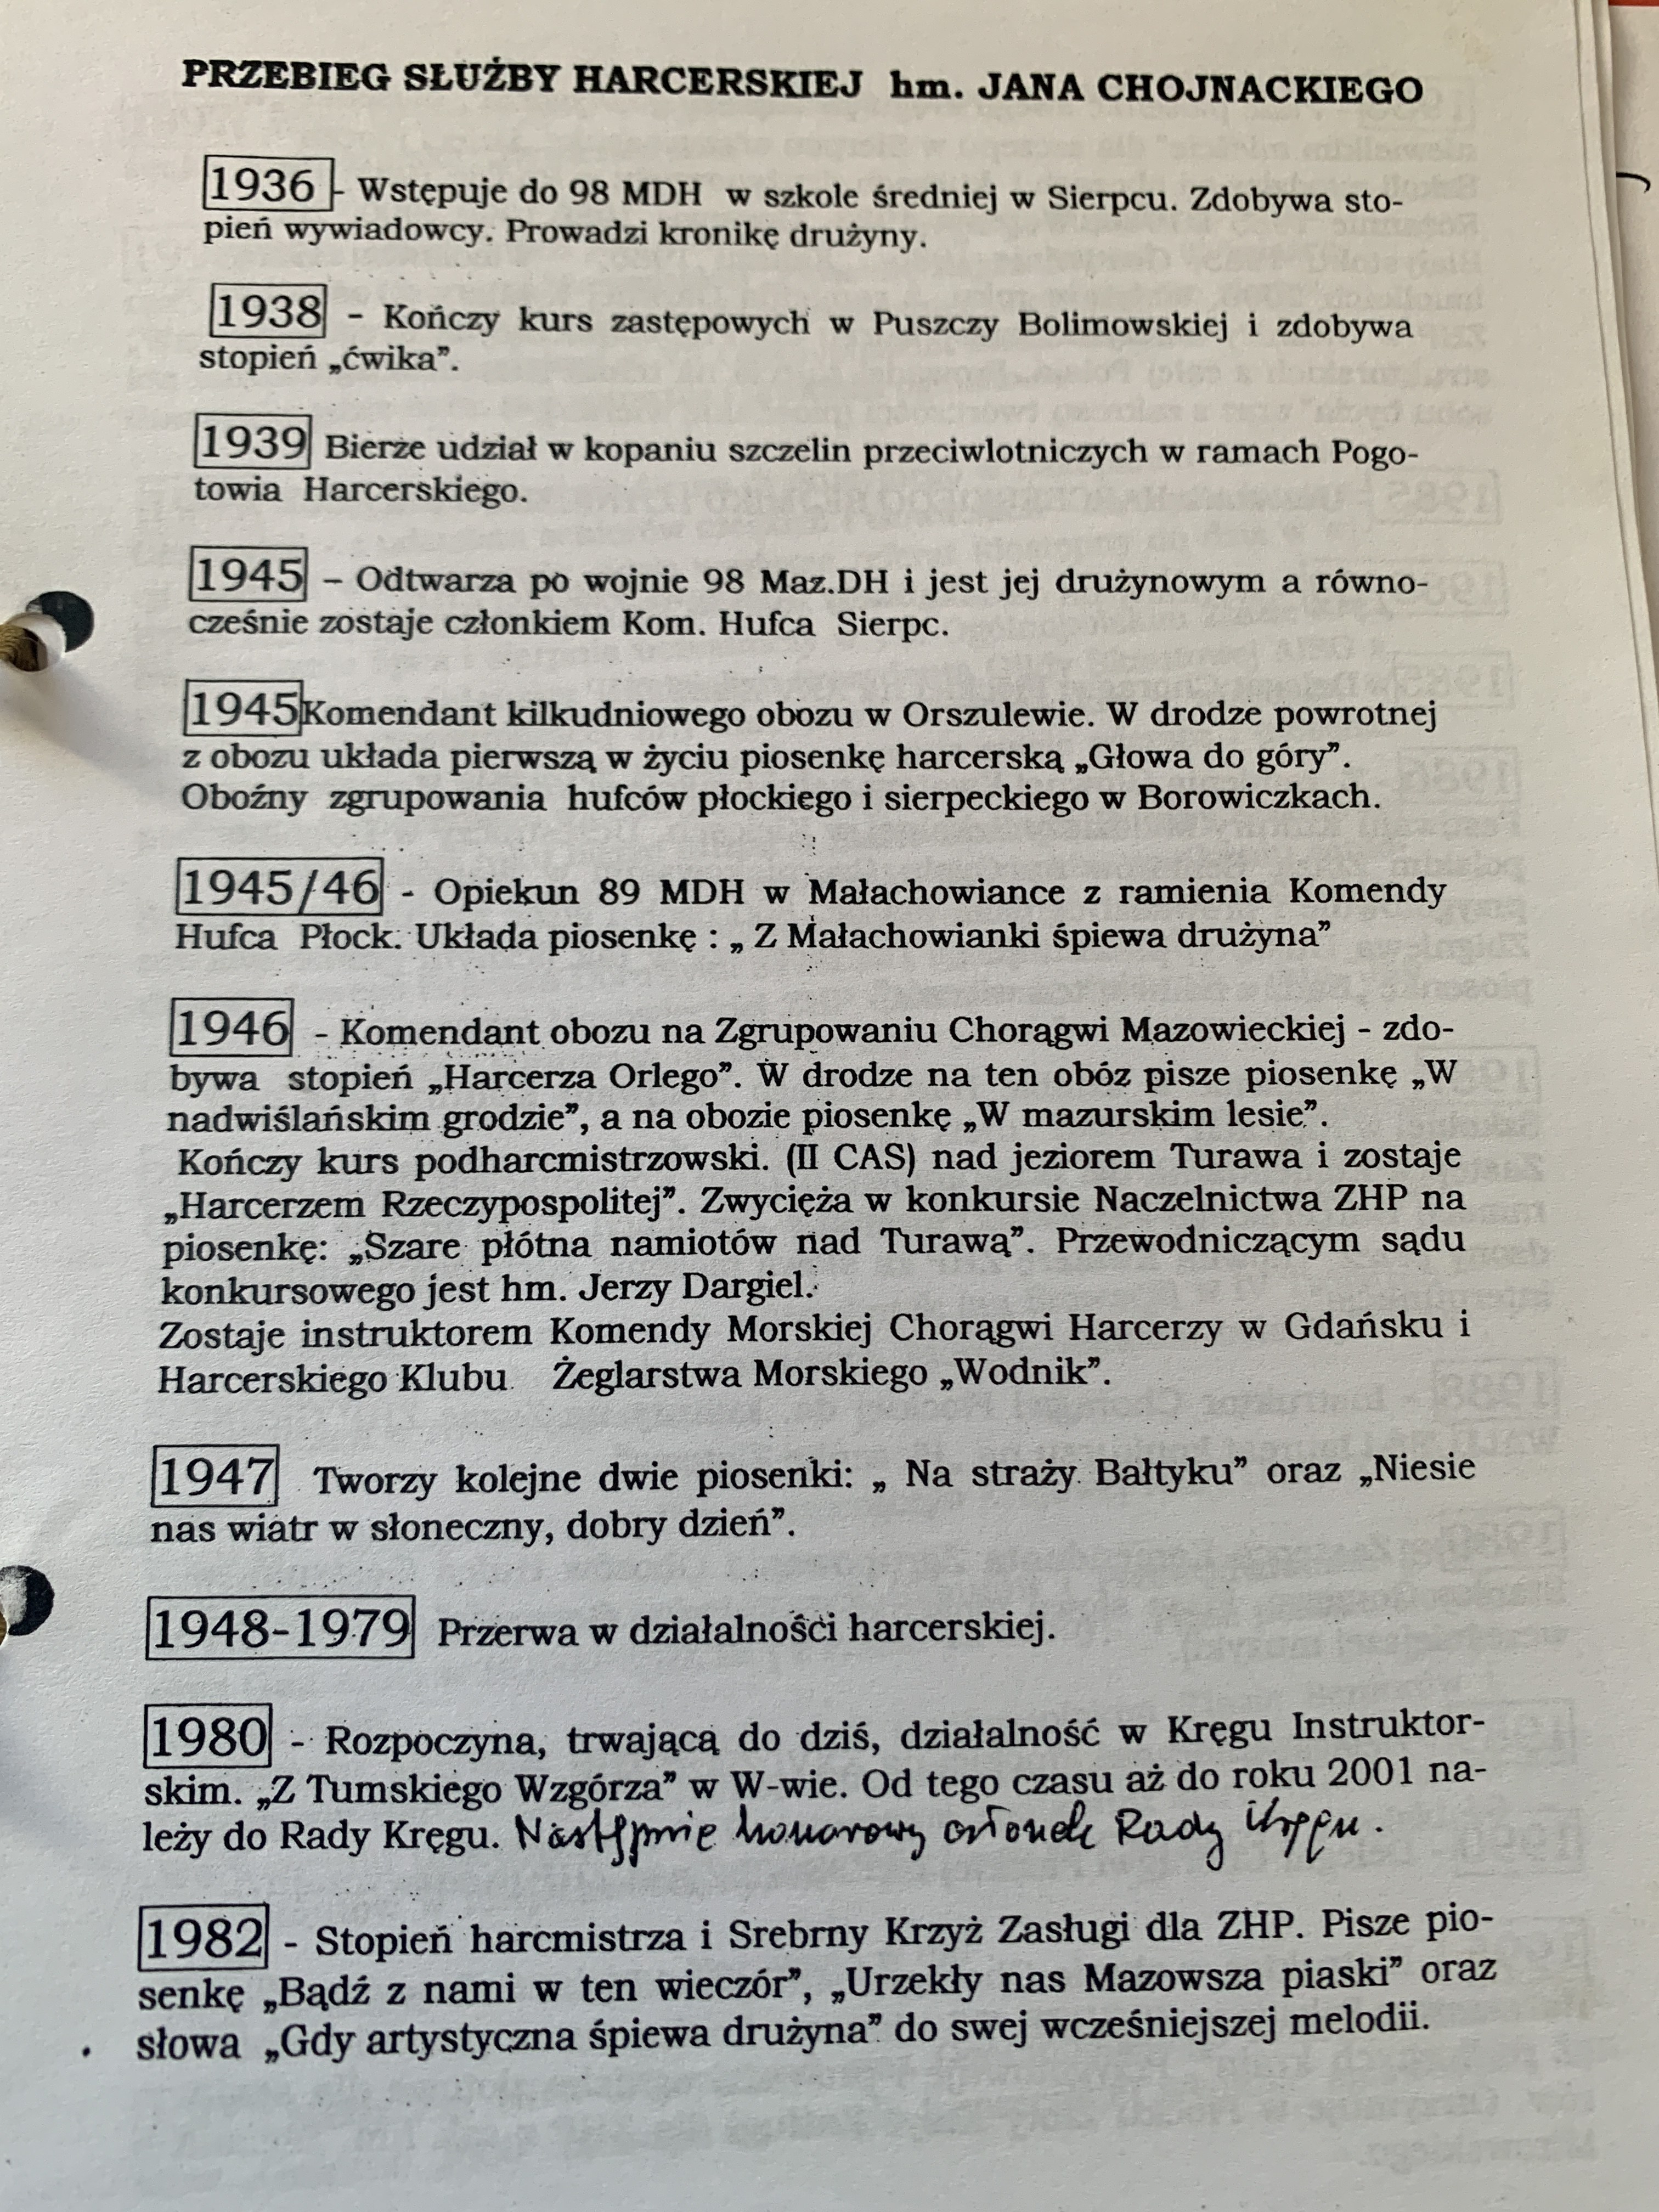 PRZEBIEG SŁUŻBY HARCERSKIEJ hm. JANA CHOJNACKIEGO
1936 - Wstępuje do 98 MDH w szkole średniej w Sierpcu. Zdobywa sto-
pień wywiadowcy. Prowadzi kronikę drużyny.
1938 - Kończy kurs zastępowych w Puszczy Bolimowskiej i zdobywa
stopień „ćwika”.
1939 Bierze udział w kopaniu szczelin przeciwlotniczych w ramach Pogo-
towia Harcerskiego.
1945 – Odtwarza po wojnie 98 Maz.DH i jest jej drużynowym a równo-
cześnie zostaje członkiem Kom. Hufca Sierpc.
1945 Komendant kilkudniowego obozu w Orszulewie. W drodze powrotnej
z obozu układa pierwszą w życiu piosenkę harcerską „Głowa do góry”.
Oboźny zgrupowania hufców płockiego i sierpeckiego w Borowiczkach.
1945/46 - Opiekun 89 MDH w Małachowiance z ramienia Komendy
Hufca Płock. Układa piosenkę : „ Z Małachowianki śpiewa drużyna”
1946 - Komendant obozu na Zgrupowaniu Chorągwi Mazowieckiej - zdo-
bywa stopień „Harcerza Orlego”. W drodze na ten obóz pisze piosenkę „W
nadwiślańskim grodzie”, a na obozie piosenkę „W mazurskim lesie”.
Kończy kurs podharcmistrzowski. (II CAS) nad jeziorem Turawa i zostaje
„Harcerzem Rzeczypospolitej”. Zwycięża w konkursie Naczelnictwa ZHP na
piosenkę: „Szare płótna namiotów nad Turawą”. Przewodniczącym sądu
konkursowego jest hm. Jerzy Dargiel.
Zostaje instruktorem Komendy Morskiej Chorągwi Harcerzy w Gdańsku i
Harcerskiego Klubu Żeglarstwa Morskiego „Wodnik”.
1947 Tworzy kolejne dwie piosenki: „ Na straży Bałtyku” oraz „Niesie
nas wiatr w słoneczny, dobry dzień”.
1948-1979 Przerwa w działalności harcerskiej.
1980 - Rozpoczyna, trwającą do dziś, działalność w Kręgu Instruktor-
skim. „Z Tumskiego Wzgórza” w W-wie. Od tego czasu aż do roku 2001 na-
leży do Rady Kręgu. Następnie honorowy członek Rady Kręgu.
1982 - Stopień harcmistrza i Srebrny Krzyż Zasługi dla ZHP. Pisze pio-
senkę „Bądź z nami w ten wieczór”, „Urzekły nas Mazowsza piaski” oraz
słowa „Gdy artystyczna śpiewa drużyna” do swej wcześniejszej melodii.